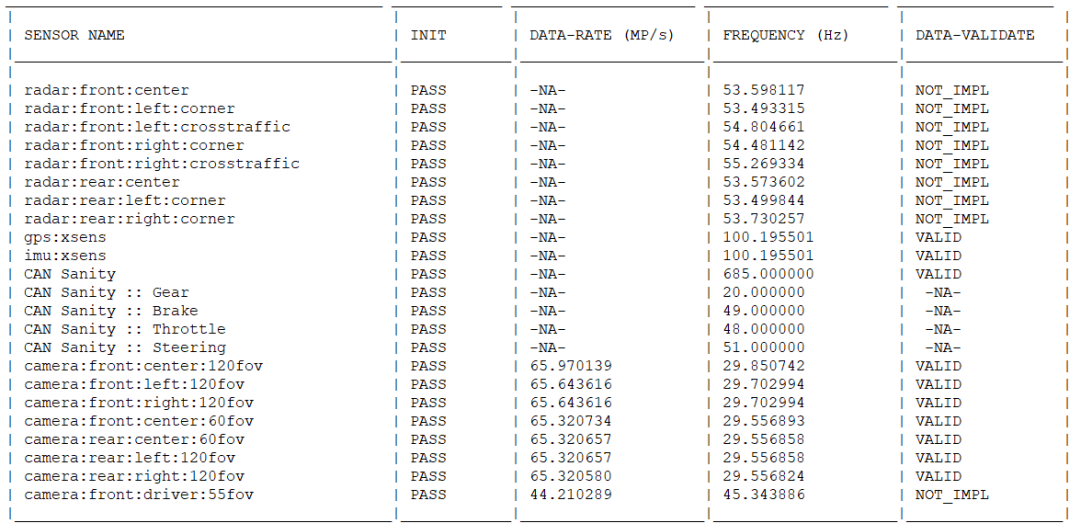 SENSOR NAME INIT DATA-RATE (MP/s) FREQUENCY (Hz) DATA-VALIDATE
radar:front:center PASS -NA- 53.598117 NOT_IMPL
radar:front:left:corner PASS -NA- 53.493315 NOT_IMPL
radar:front:left:crosstraffic PASS -NA- 54.804661 NOT_IMPL
radar:front:right:corner PASS -NA- 54.481142 NOT_IMPL
radar:front:right:crosstraffic PASS -NA- 55.269334 NOT_IMPL
radar:rear:center PASS -NA- 53.573602 NOT_IMPL
radar:rear:left:corner PASS -NA- 53.499844 NOT_IMPL
radar:rear:right:corner PASS -NA- 53.730257 NOT_IMPL
gps:xsens PASS -NA- 100.195501 VALID
imu:xsens PASS -NA- 100.195501 VALID
CAN Sanity PASS -NA- 685.000000 VALID
CAN Sanity :: Gear PASS -NA- 20.000000 -NA-
CAN Sanity :: Brake PASS -NA- 49.000000 -NA-
CAN Sanity :: Throttle PASS -NA- 48.000000 -NA-
CAN Sanity :: Steering PASS -NA- 51.000000 -NA-
camera:front:center:120fov PASS 65.970139 29.850742 VALID
camera:front:left:120fov PASS 65.643616 29.702994 VALID
camera:front:right:120fov PASS 65.643616 29.702994 VALID
camera:front:center:60fov PASS 65.320734 29.556893 VALID
camera:rear:center:60fov PASS 65.320657 29.556858 VALID
camera:rear:left:120fov PASS 65.320657 29.556858 VALID
camera:rear:right:120fov PASS 65.320580 29.556824 VALID
camera:front:driver:55fov PASS 44.210289 45.343886 NOT_IMPL